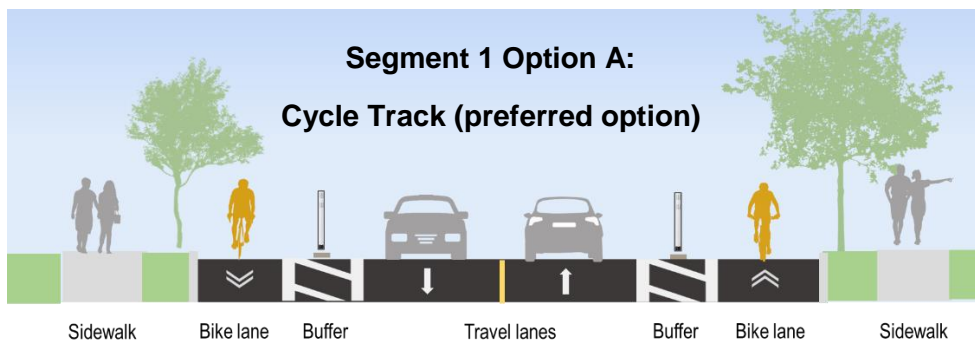 Segment 1 Option A:
Cycle Track (preferred option)
Sidewalk Bike lane Buffer Travel lanes Buffer Bike lane Sidewalk